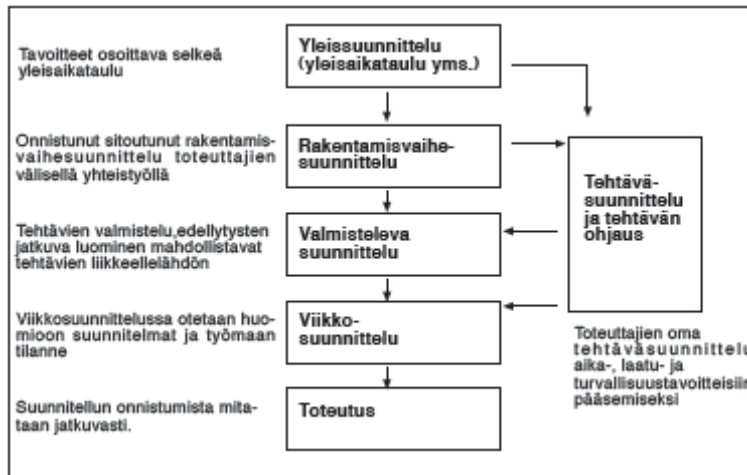 Tavoitteet osoittava selkeä
yleisaikataulu
Yleissuunnittelu
(yleisaikataulu yms.)
Onnistunut sitoutunut rakentamis-
vaihesuunnittelu toteuttajien
välisellä yhteistyöllä
Rakentamisvaihe-
suunnittelu
Tehtävä-
suunnittelu
ja tehtävän
ohjaus
Tehtävien valmistelu,edellytysten
jatkuva luominen mahdollistavat
tehtävien liikkeellelähdön
Valmisteleva
suunnittelu
Viikkosuunnittelussa otetaan huo-
mioon suunnitelmat ja työmaan
tilanne
Viikko-
suunnittelu
Toteuttajien oma
tehtäväsuunnittelu
aika-, laatu- ja
turvallisuustavoitteisiin
pääsemiseksi
Suunnitellun onnistumista mita-
taan jatkuvasti.
Toteutus